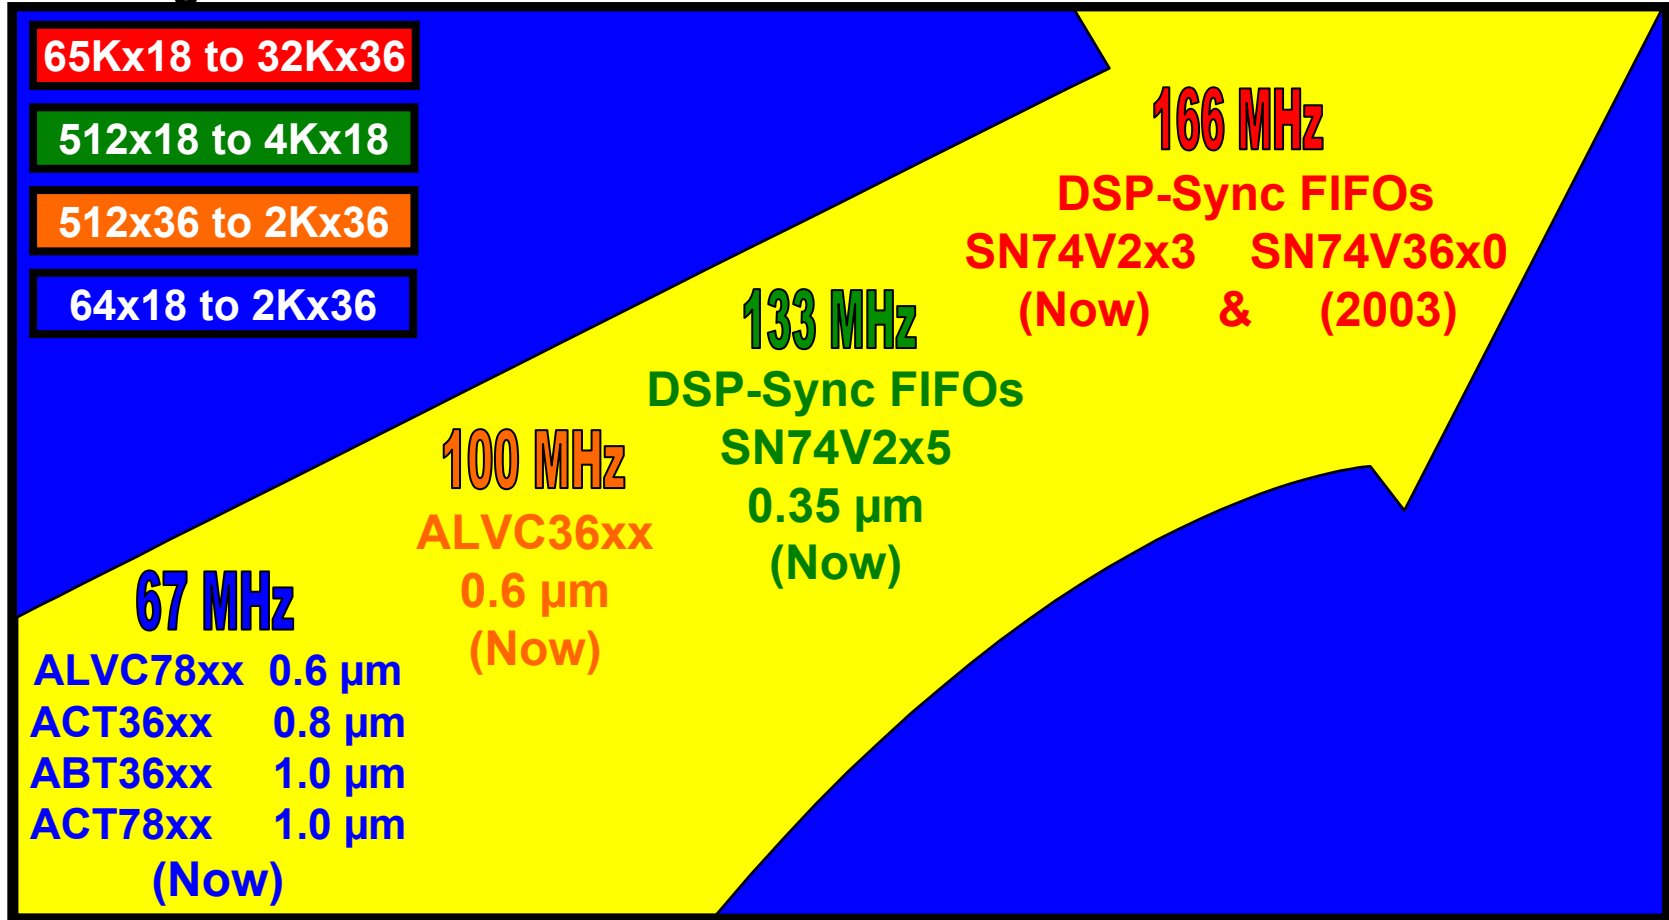 65Kx18 to 32Kx36
512x18 to 4Kx18
512x36 to 2Kx36
64x18 to 2Kx36
166 MHz
DSP-Sync FIFOs
SN74V2x3 SN74V36x0
(Now) & (2003)
133 MHz
DSP-Sync FIFOs
SN74V2x5
0.35 µm
(Now)
100 MHz
ALVC36xx
0.6 µm
(Now)
67 MHz
ALVC78xx 0.6 µm
ACT36xx 0.8 µm
ABT36xx 1.0 µm
ACT78xx 1.0 µm
(Now)